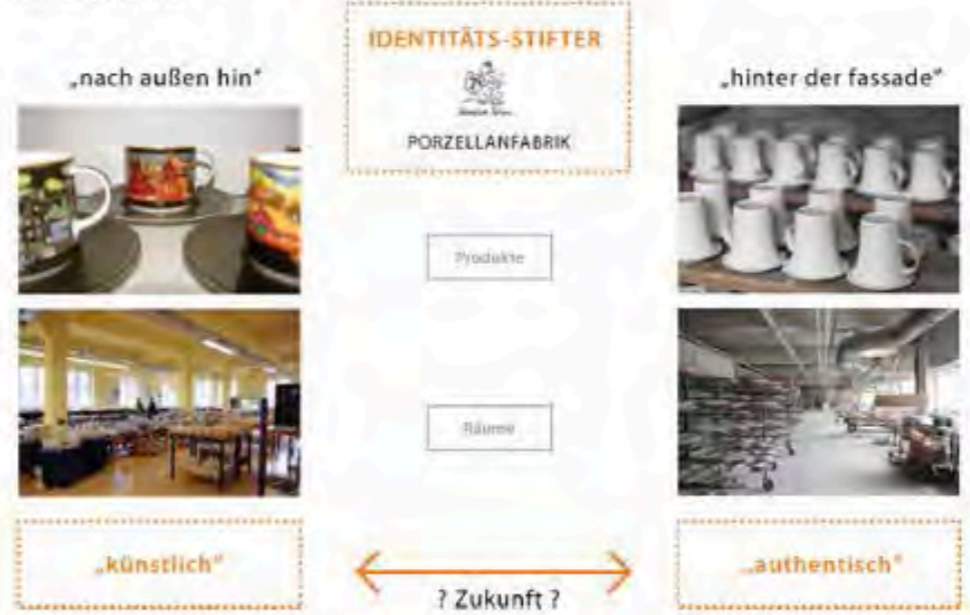 IDENTITÄTS-STIFTER
PORZELLANFABRIK
„nach außen hin“
„hinter der fassade“
Produkte
Räume
„künstlich“
„authentisch“
? Zukunft ?